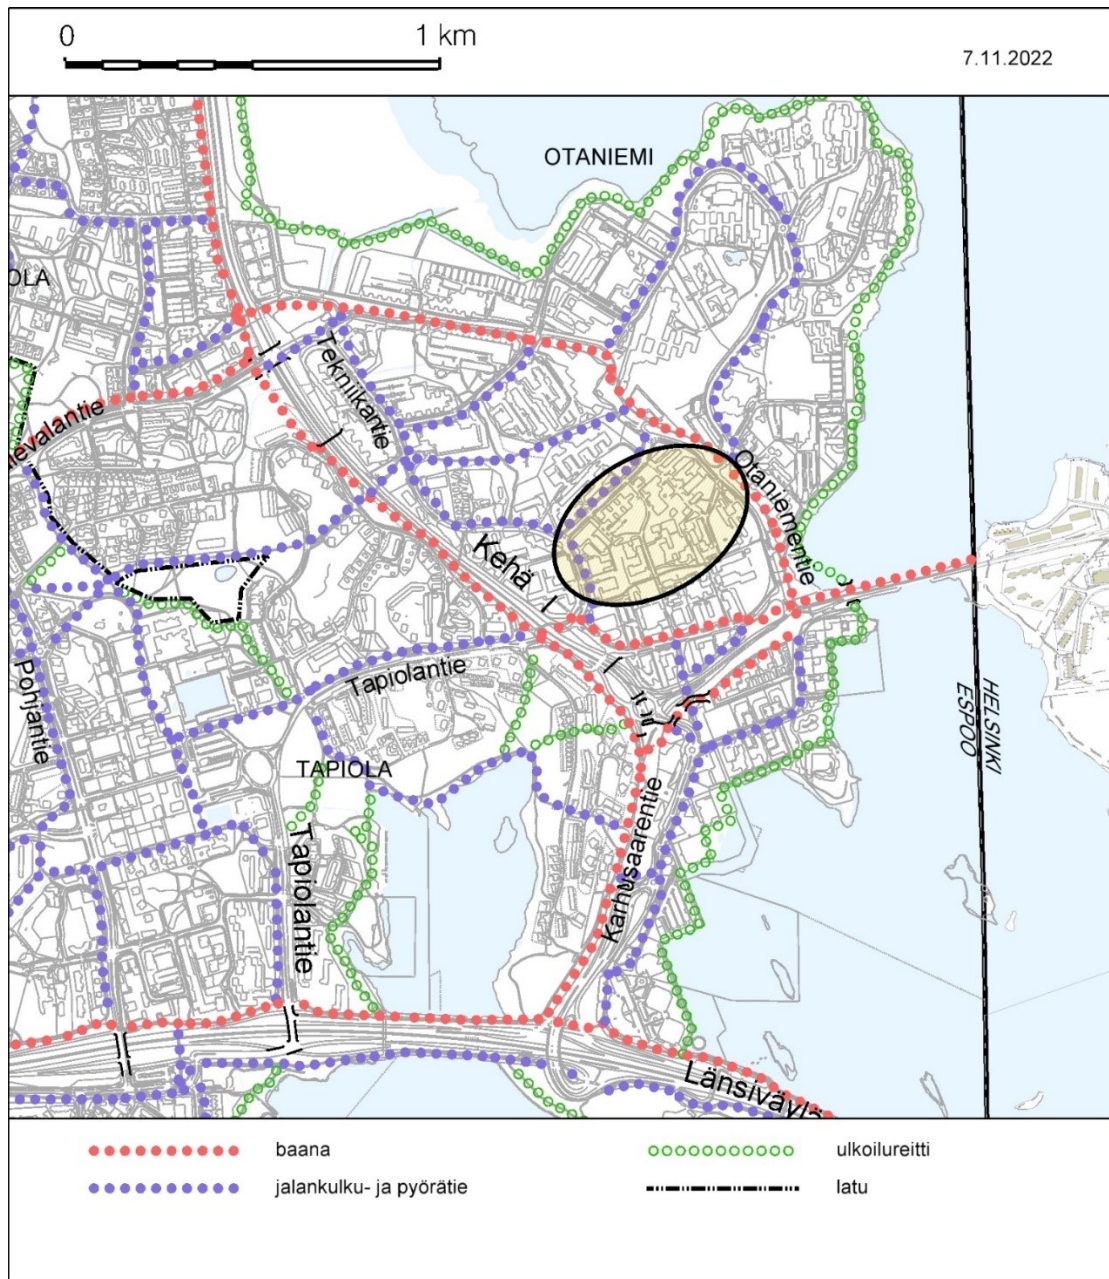 0
1 km
7.11.2022
OTANIEMI
OLA
Tekniikantie
levalantie
Otaniementie
Kehä
Tapiolantie
Pohjantie
HELSINKI
ESPOO
TAPIOLA
Karhusaarentie
Tapiolantie
Länsiväylä
baana
ulkoilureitti
jalankulku- ja pyörätie
latu